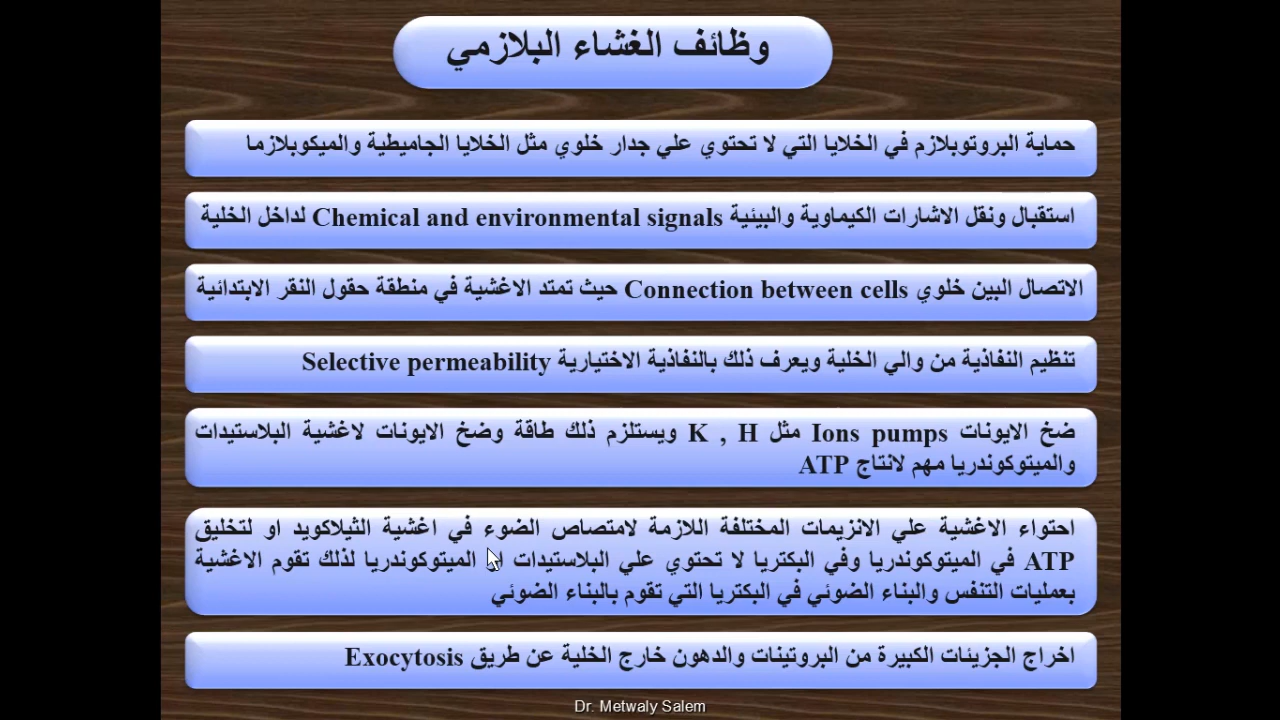 وظائف الغشاء البلازمي
حماية البروتوبلازم في الخلايا التي لا تحتوي علي جدار خلوي مثل الخلايا الجاميطية والميكوبلازما
استقبال ونقل الاشارات الكيماوية والبيئية Chemical and environmental signals لداخل الخلية
الاتصال البين خلوي Connection between cells حيث تمتد الاغشية في منطقة حقول النقر الابتدائية
تنظيم النفاذية من والي الخلية ويعرف ذلك بالنفاذية الاختيارية Selective permeability
ضخ الايونات Ions pumps مثل K , H ويستلزم ذلك طاقة وضخ الايونات لاغشية البلاستيدات
والميتوكوندريا مهم لانتاج ATP
احتواء الاغشية علي الانزيمات المختلفة اللازمة لامتصاص الضوء في اغشية الثيلاكويد او لتخليق
ATP في الميتوكوندريا وفي البكتريا لا تحتوي علي البلاستيدات الميتوكوندريا لذلك تقوم الاغشية
بعمليات التنفس والبناء الضوئي في البكتريا التي تقوم بالبناء الضوئي
اخراج الجزيئات الكبيرة من البروتينات والدهون خارج الخلية عن طريق Exocytosis
Dr. Metwaly Salem